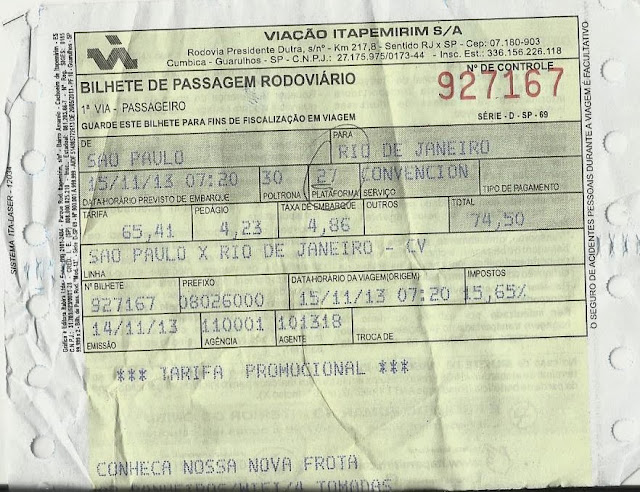 VIAÇÃO ITAPEMIRIM S/A
Rodovia Presidente Dutra, s/nº - Km 217,8 - Sentido RJ x SP - Cep: 07.180-903
Cumbica - Guarulhos - SP - C.N.P.J.: 27.175.975/0173-44 - Insc. Est.: 336.156.226.118
BILHETE DE PASSAGEM RODOVIÁRIO
Nº DE CONTROLE
927167
1ª VIA - PASSAGEIRO
GUARDE ESTE BILHETE PARA FINS DE FISCALIZAÇÃO EM VIAGEM
SÉRIE - D - SP - 69
DE PARA
SAO PAULO RIO DE JANEIRO
15/11/13 07:20 30 27 CONVENCION
DATA/HORÁRIO PREVISTO DE EMBARQUE POLTRONA PLATAFORMA SERVIÇO TIPO DE PAGAMENTO
TARIFA PEDÁGIO TAXA DE EMBARQUE OUTROS TOTAL
65,41 4,23 4,86 74,50
SAO PAULO X RIO DE JANEIRO - CV
LINHA
Nº BILHETE PREFIXO DATA/HORÁRIO DA VIAGEM(ORIGEM) IMPOSTOS
927167 08026000 15/11/13 07:20 15,65%
14/11/13 110001 101318
EMISSÃO AGÊNCIA AGENTE TROCA DE
*** TARIFA PROMOCIONAL ***
CONHECA NOSSA NOVA FROTA
/WIFI/4 TOMADAS
SISTEMA ITA-LASER - 12034
O SEGURO DE ACIDENTES PESSOAIS DURANTE A VIAGEM É FACULTATIVO